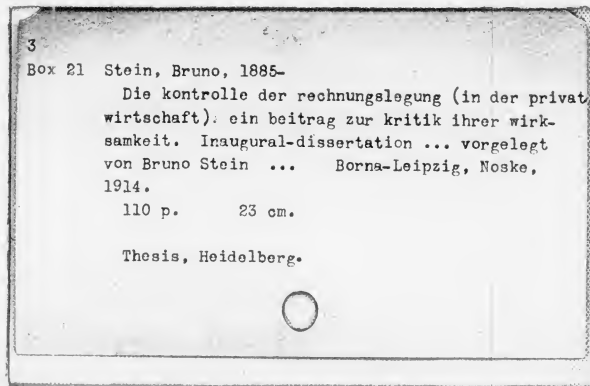 3
Box 21 Stein, Bruno, 1885-
Die kontrolle der rechnungslegung (in der privat
wirtschaft). ein beitrag zur kritik ihrer wirk-
samkeit. Inaugural-dissertation ... vorgelegt
von Bruno Stein ... Borna-Leipzig, Noske,
1914.
110 p. 23 cm.
Thesis, Heidelberg.